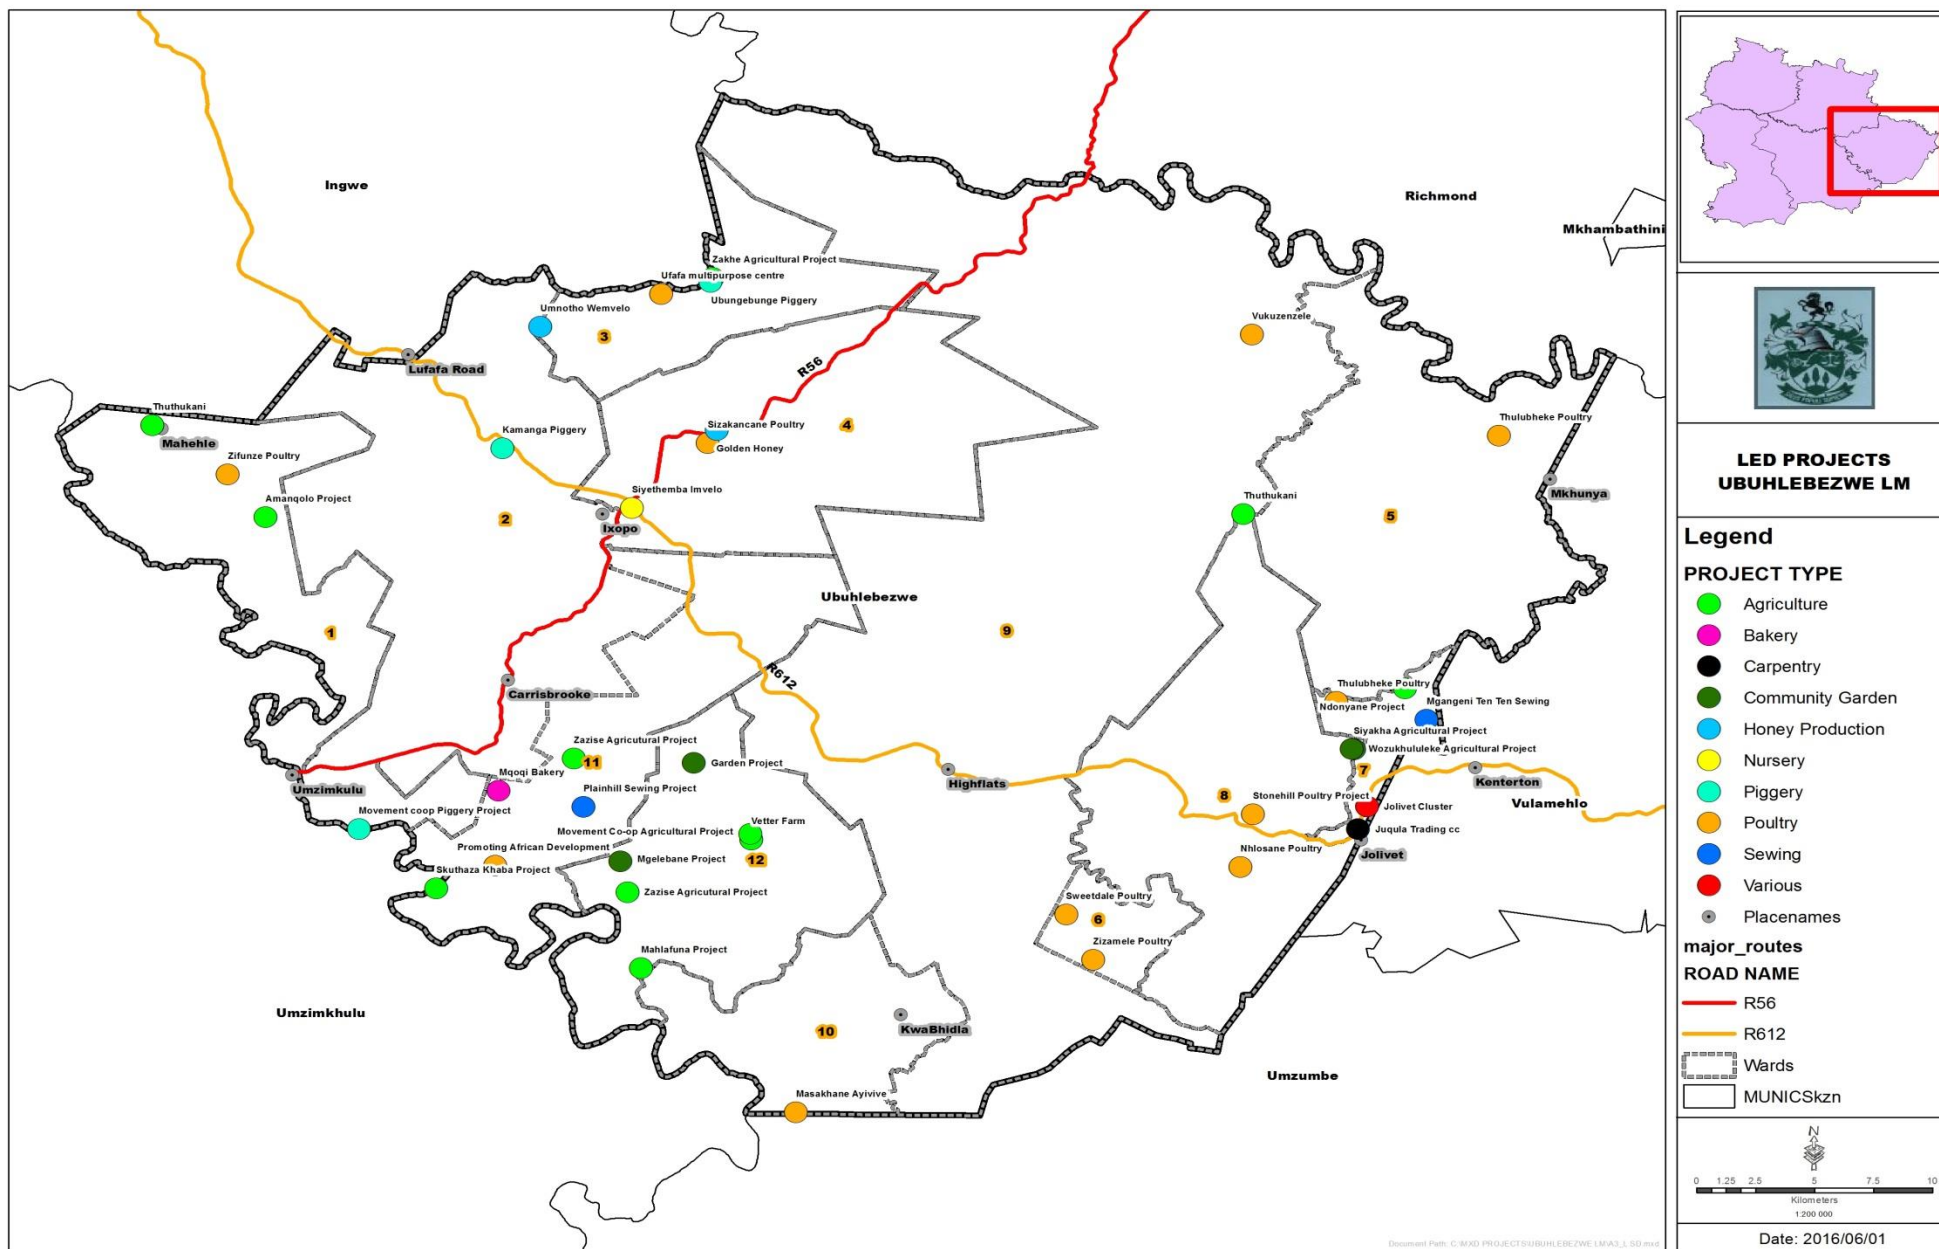 Ingwe
Richmond
Mkhambathini
Zakhe Agricultural Project
Ufafa multipurpose centre
Ubungebunge Piggery
Umnotho Wemvelo
3
Vukuzenzele
Lufafa Road
R56
Thuthukani
Mahehle
Kamanga Piggery
Sizakancane Poultry
Golden Honey
4
Thulubheke Poultry
Zifunze Poultry
Mkhunya
Amanqolo Project
Siyethemba Imvelo
Thuthukani
2
Ixopo
5
Ubuhlebezwe
1
9
R612
Carrisbrooke
Thulubheke Poultry
Ndonyane Project
Mgangeni Ten Ten Sewing
Siyakha Agricultural Project
Wozukhululeke Agricultural Project
Zazise Agricutural Project
11
Garden Project
7
Umzimkulu
Mqoqi Bakery
Highflats
Kenterton
Plainhill Sewing Project
8
Stonehill Poultry Project
Jolivet Cluster
Vulamehlo
Movement coop Piggery Project
Movement Co-op Agricultural Project
Vetter Farm
Juqula Trading cc
Jolivet
Promoting African Development
Mgelebane Project
12
Nhlosane Poultry
Skuthaza Khaba Project
Zazise Agricutural Project
Sweetdale Poultry
6
Mahlafuna Project
Zizamele Poultry
Umzimkhulu
10
KwaBhidla
Umzumbe
Masakhane Ayivive
LED PROJECTS
UBUHLEBEZWE LM
Legend
PROJECT TYPE
Agriculture
Bakery
Carpentry
Community Garden
Honey Production
Nursery
Piggery
Poultry
Sewing
Various
Placenames
major_routes
ROAD NAME
R56
R612
Wards
MUNICSkzn
N
0 1.25 2.5 5 7.5 10
Kilometers
1:200 000
Date: 2016/06/01